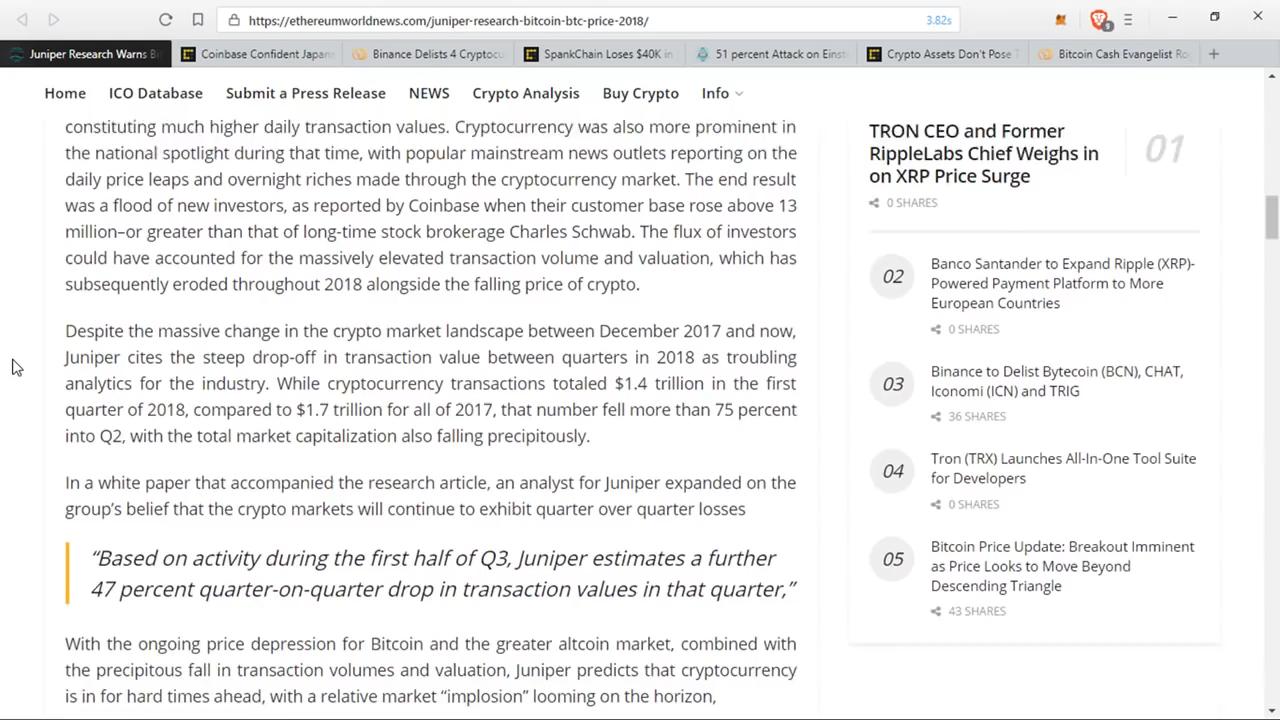 https://ethereumworldnews.com/juniper-research-bitcoin-btc-price-2018/
3.82s
Juniper Research Warns Bi
Coinbase Confident Japane
Binance Delists 4 Cryptocu
SpankChain Loses $40K in
51 percent Attack on Einst
Crypto Assets Don't Pose T
Bitcoin Cash Evangelist Ro
Home
ICO Database
Submit a Press Release
NEWS
Crypto Analysis
Buy Crypto
Info
constituting much higher daily transaction values. Cryptocurrency was also more prominent in
the national spotlight during that time, with popular mainstream news outlets reporting on the
daily price leaps and overnight riches made through the cryptocurrency market. The end result
was a flood of new investors, as reported by Coinbase when their customer base rose above 13
million–or greater than that of long-time stock brokerage Charles Schwab. The flux of investors
could have accounted for the massively elevated transaction volume and valuation, which has
subsequently eroded throughout 2018 alongside the falling price of crypto.
Despite the massive change in the crypto market landscape between December 2017 and now,
Juniper cites the steep drop-off in transaction value between quarters in 2018 as troubling
analytics for the industry. While cryptocurrency transactions totaled $1.4 trillion in the first
quarter of 2018, compared to $1.7 trillion for all of 2017, that number fell more than 75 percent
into Q2, with the total market capitalization also falling precipitously.
In a white paper that accompanied the research article, an analyst for Juniper expanded on the
group's belief that the crypto markets will continue to exhibit quarter over quarter losses
“Based on activity during the first half of Q3, Juniper estimates a further
47 percent quarter-on-quarter drop in transaction values in that quarter,”
With the ongoing price depression for Bitcoin and the greater altcoin market, combined with
the precipitous fall in transaction volumes and valuation, Juniper predicts that cryptocurrency
is in for hard times ahead, with a relative market “implosion” looming on the horizon,
TRON CEO and Former
RippleLabs Chief Weighs in
on XRP Price Surge
01
0 SHARES
02
Banco Santander to Expand Ripple (XRP)-
Powered Payment Platform to More
European Countries
0 SHARES
03
Binance to Delist Bytecoin (BCN), CHAT,
Iconomi (ICN) and TRIG
36 SHARES
04
Tron (TRX) Launches All-In-One Tool Suite
for Developers
0 SHARES
05
Bitcoin Price Update: Breakout Imminent
as Price Looks to Move Beyond
Descending Triangle
43 SHARES